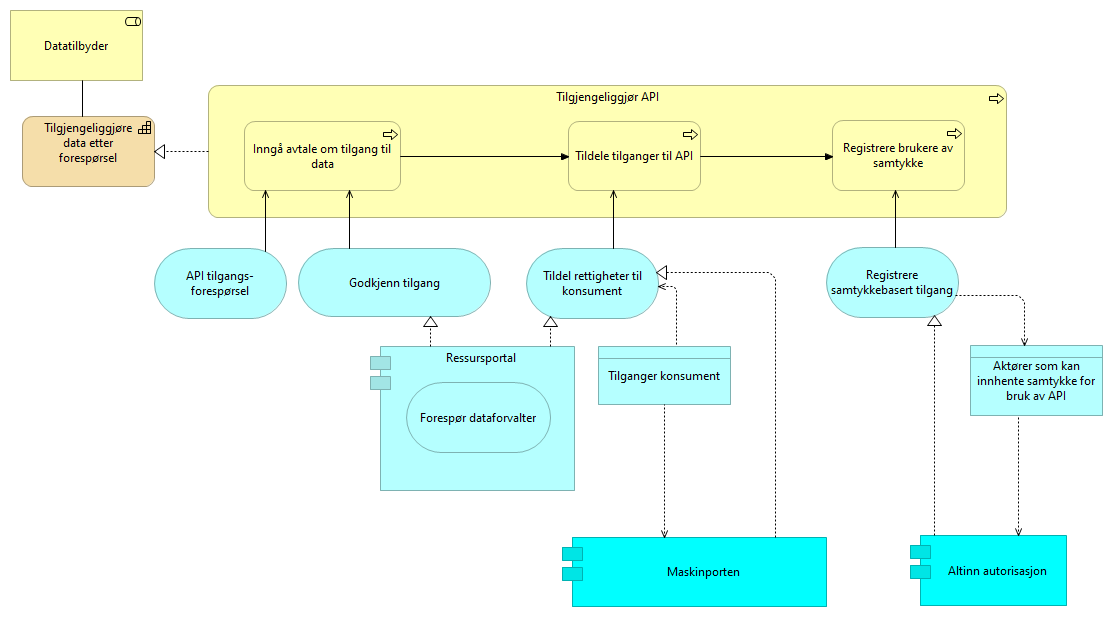 Datatilbyder
Tilgjengeliggjøre
data etter
forespørsel
Tilgjengeliggjør API
Inngå avtale om tilgang til
data
Tildele tilganger til API
Registrere brukere av
samtykke
API tilgangs-
forespørsel
Godkjenn tilgang
Tildel rettigheter til
konsument
Registrere
samtykkebasert tilgang
Ressursportal
Forespør dataforvalter
Tilganger konsument
Aktører som kan
innhente samtykke for
bruk av API
Maskinporten
Altinn autorisasjon